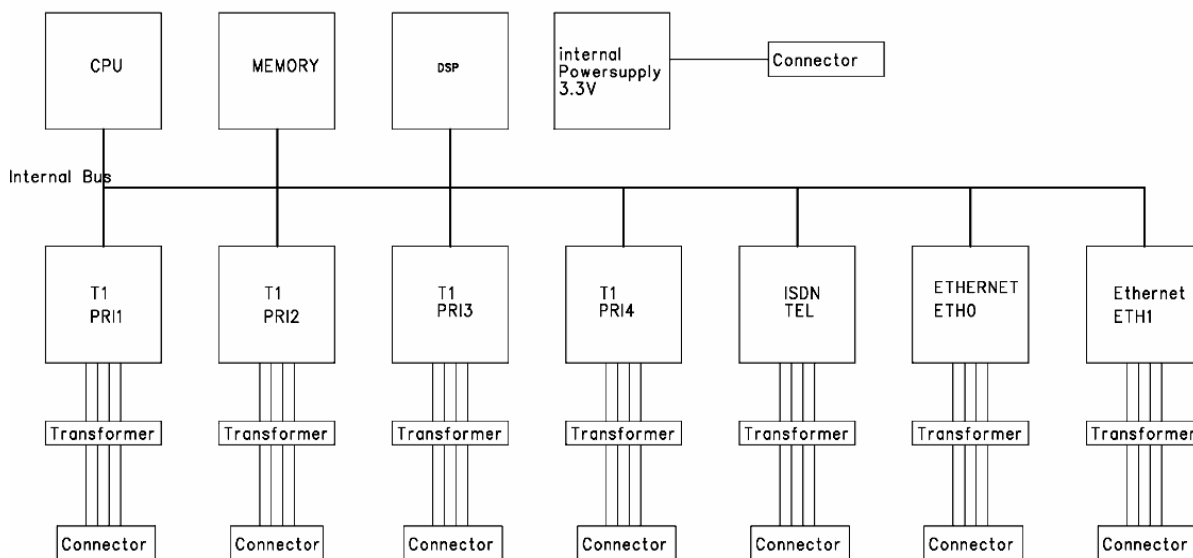 CPU
MEMORY
DSP
internal
Powersupply
3.3V
Connector
Internal Bus
T1
PRI1
T1
PRI2
T1
PRI3
T1
PRI4
ISDN
TEL
ETHERNET
ETH0
Ethernet
ETH1
Transformer
Transformer
Transformer
Transformer
Transformer
Transformer
Transformer
Connector
Connector
Connector
Connector
Connector
Connector
Connector